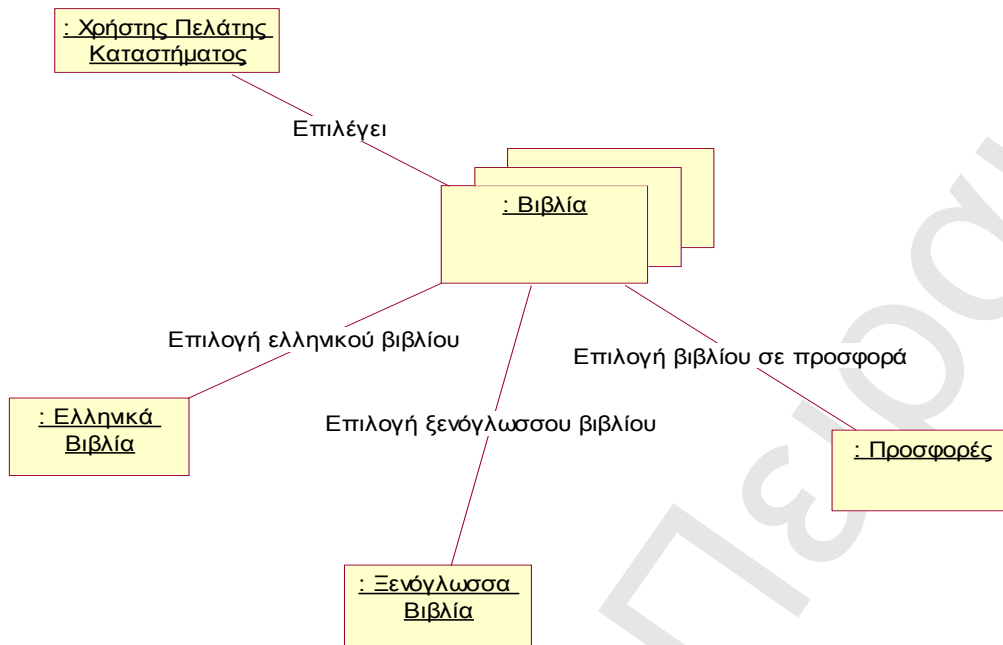 : Χρήστης Πελάτης
Καταστήματος
Επιλέγει
: Βιβλία
Επιλογή ελληνικού βιβλίου
Επιλογή βιβλίου σε προσφορά
: Ελληνικά
Βιβλία
Επιλογή ξενόγλωσσου βιβλίου
: Προσφορές
: Ξενόγλωσσα
Βιβλία